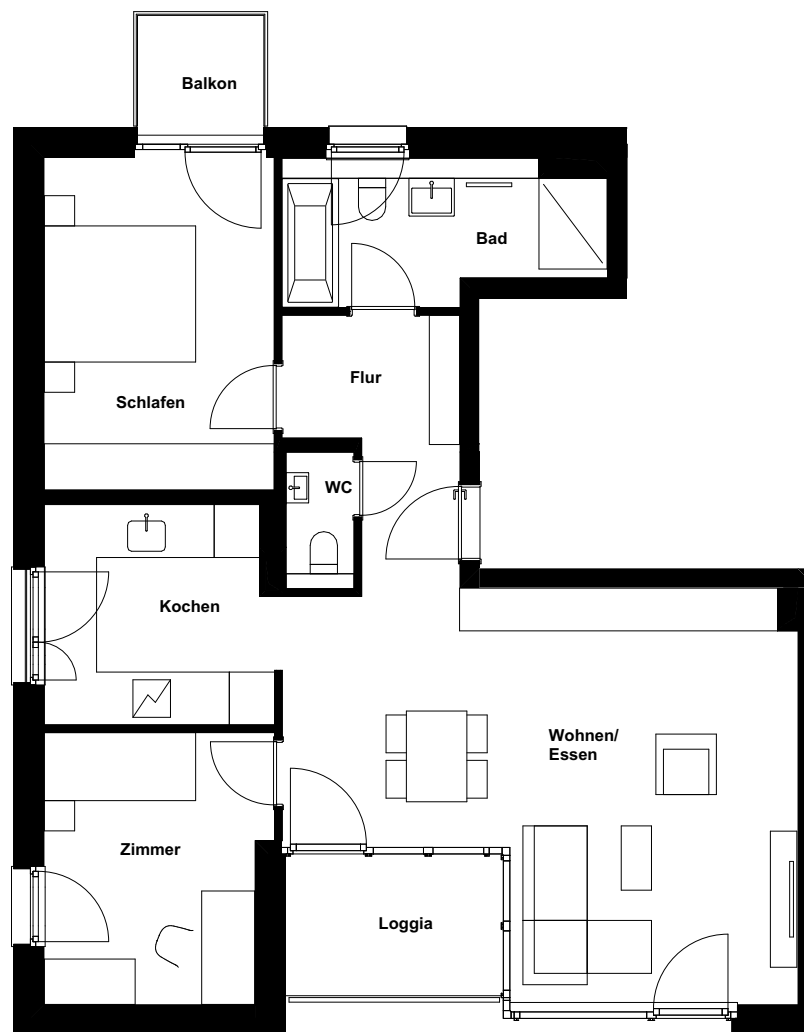 Balkon
Bad
Flur
Schlafen
WC
Kochen
Wohnen/
Essen
Zimmer
Loggia